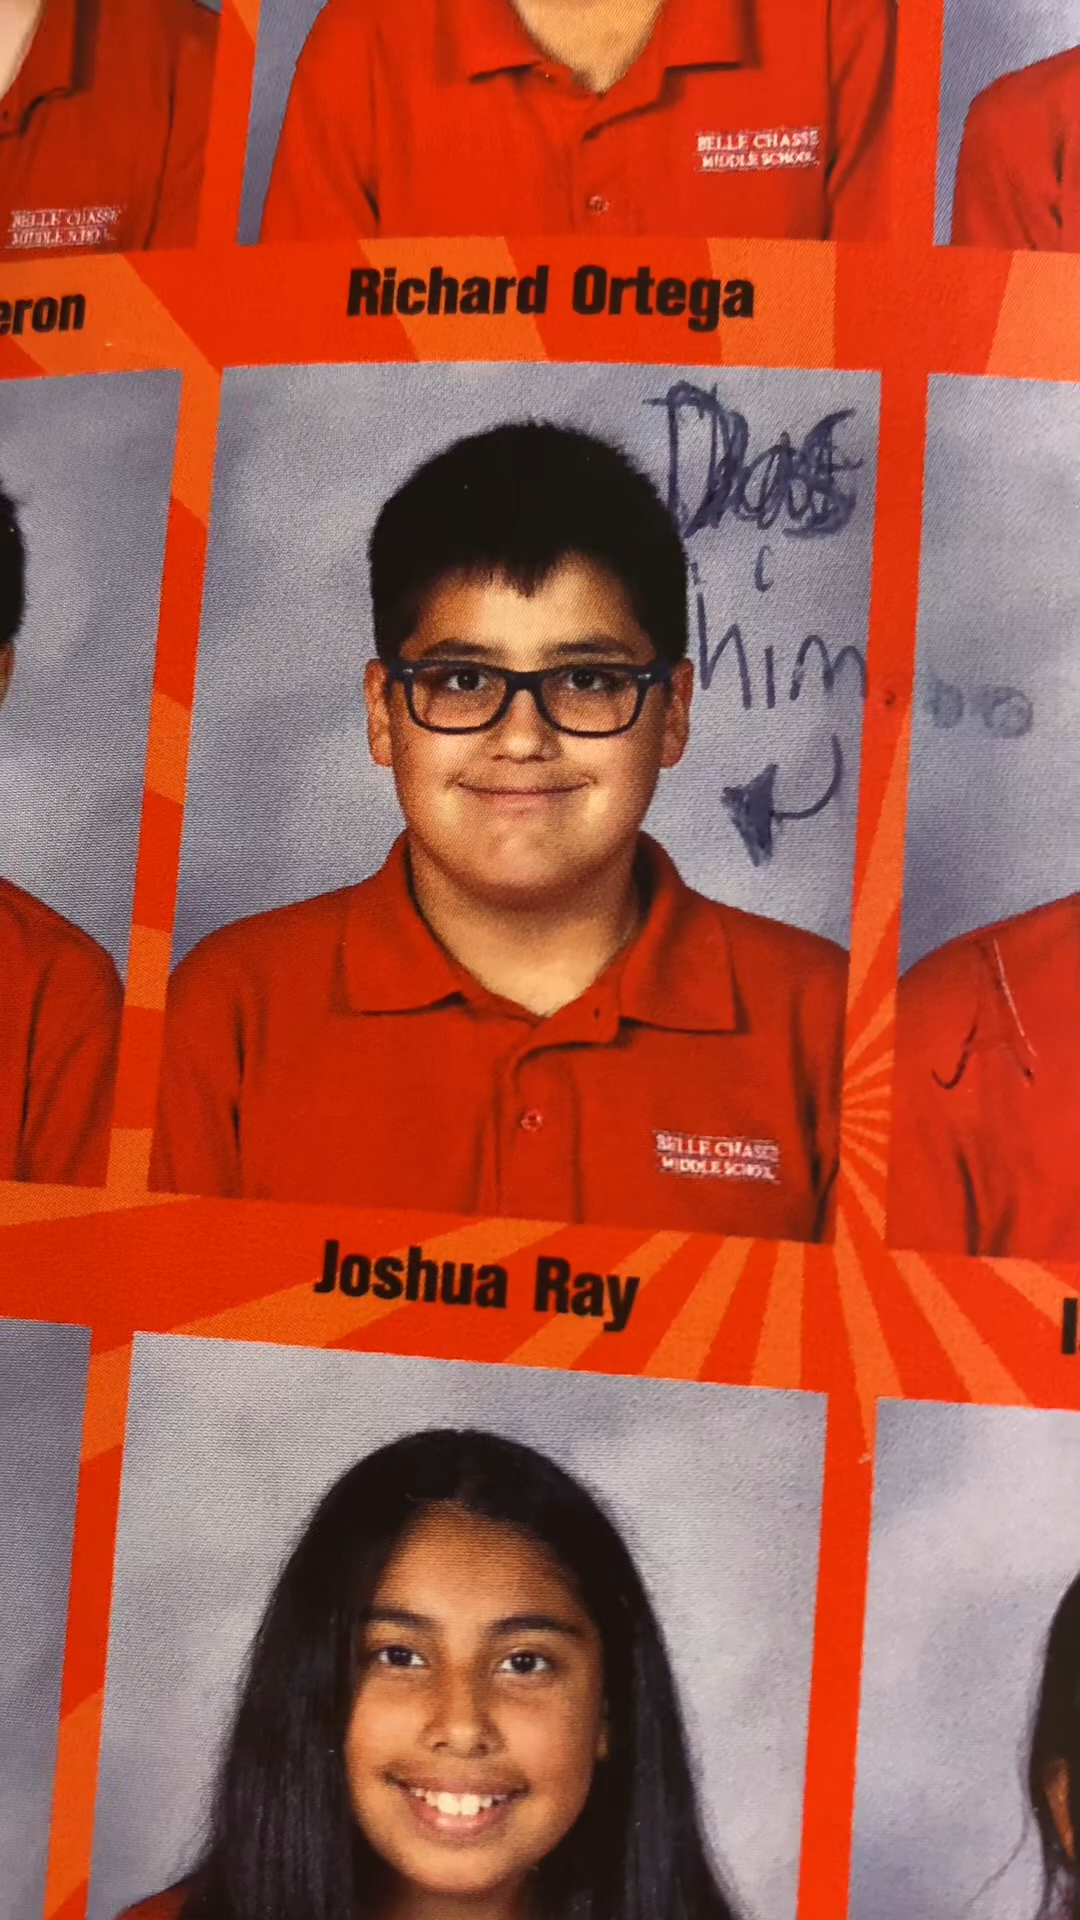 BELLE CHASSE
MIDDLE SCHOOL
BELLE CHASSE
MIDDLE SCHOOL
eron
Richard Ortega
him
BELLE CHASSE
MIDDLE SCHOOL
Joshua Ray